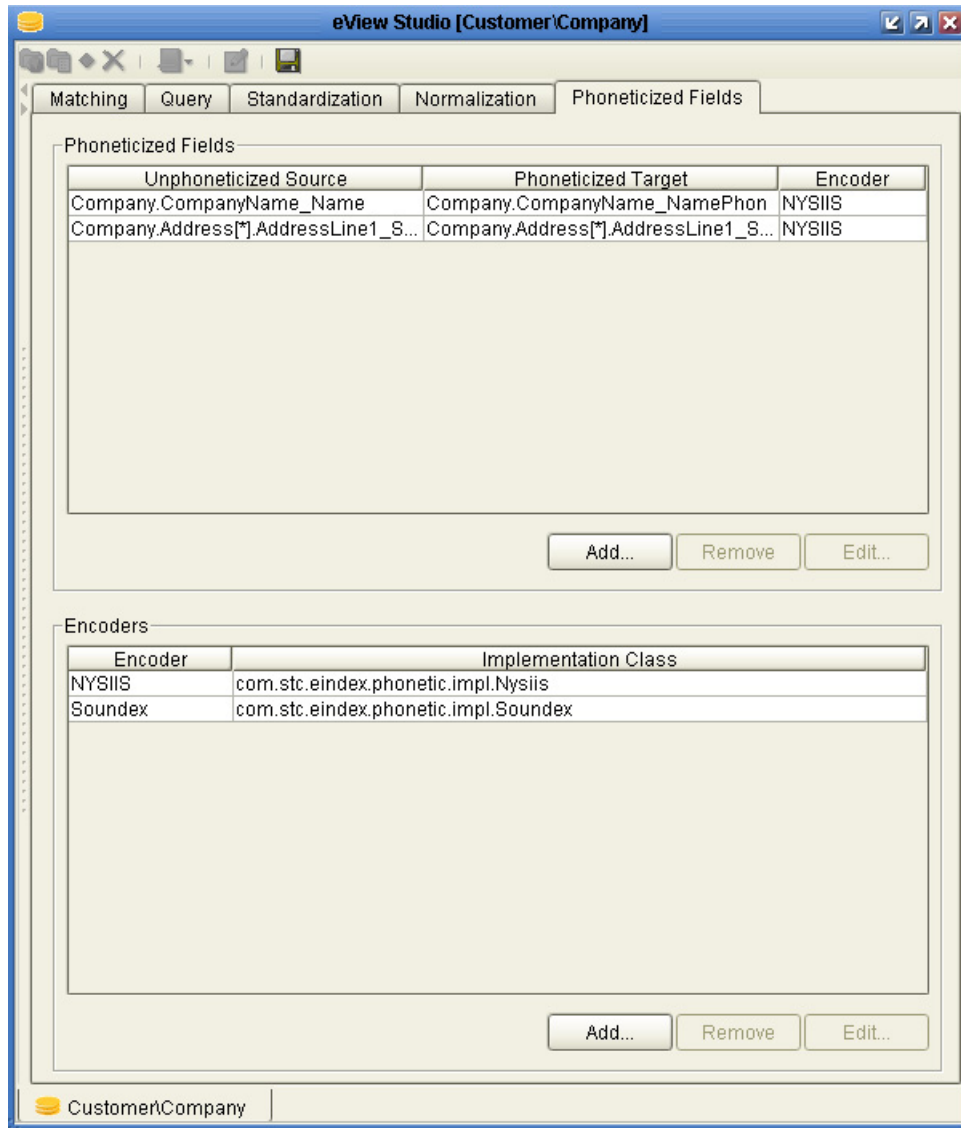 eView Studio [Customer\Company]
Matching Query Standardization Normalization Phoneticized Fields
Phoneticized Fields
Unphoneticized Source Phoneticized Target Encoder
Company.CompanyName_Name Company.CompanyName_NamePhon NYSIIS
Company.Address[*].AddressLine1_S... Company.Address[*].AddressLine1_S... NYSIIS
Add... Remove Edit...
Encoders
Encoder Implementation Class
NYSIIS com.stc.eindex.phonetic.impl.Nysiis
Soundex com.stc.eindex.phonetic.impl.Soundex
Add... Remove Edit...
Customer\Company